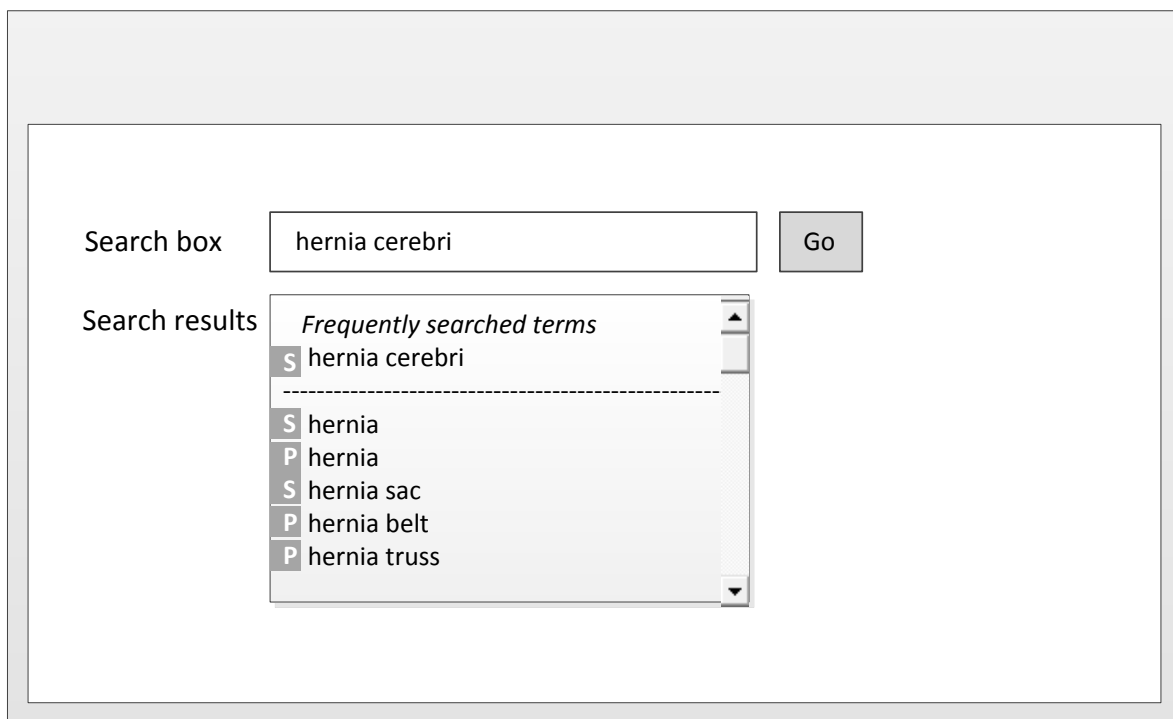 Search box hernia cerebri Go
Search results
Frequently searched terms
S hernia cerebri
-----------------------------------------------------
S hernia
P hernia
S hernia sac
P hernia belt
P hernia truss